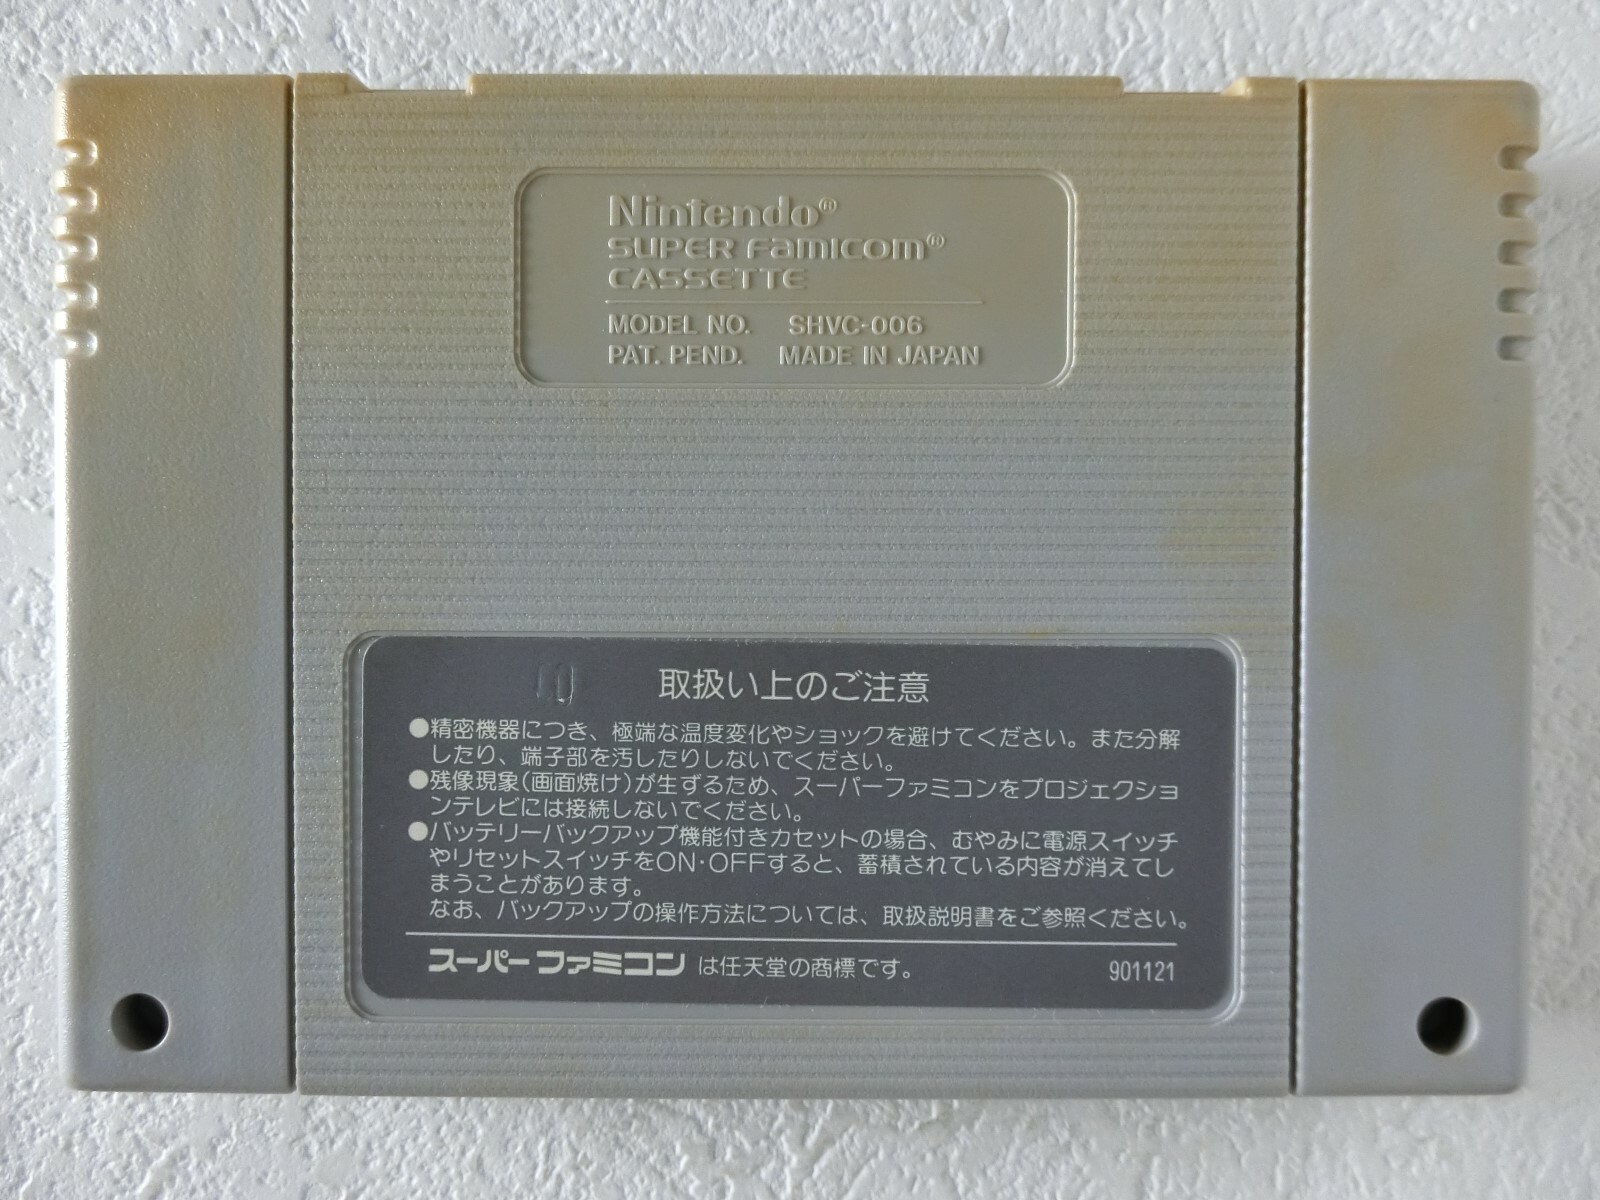 Nintendo®
SUPER FAMICOM®
CASSETTE
MODEL NO. SHVC-006
PAT. PEND. MADE IN JAPAN
取扱い上のご注意
●精密機器につき、極端な温度変化やショックを避けてください。また分解
したり、端子部を汚したりしないでください。
●残像現象(画面焼け)が生ずるため、スーパーファミコンをプロジェクショ
ンテレビには接続しないでください。
●バッテリーバックアップ機能付きカセットの場合、むやみに電源スイッチ
やリセットスイッチをON・OFFすると、蓄積されている内容が消えてし
まうことがあります。
なお、バックアップの操作方法については、取扱説明書をご参照ください。
スーパーファミコン は任天堂の商標です。 901121